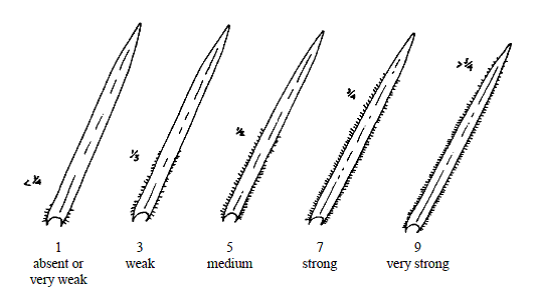 < 1/4
1/3
1/2
3/4
> 3/4
1 3 5 7 9
absent or weak medium strong very strong
very weak